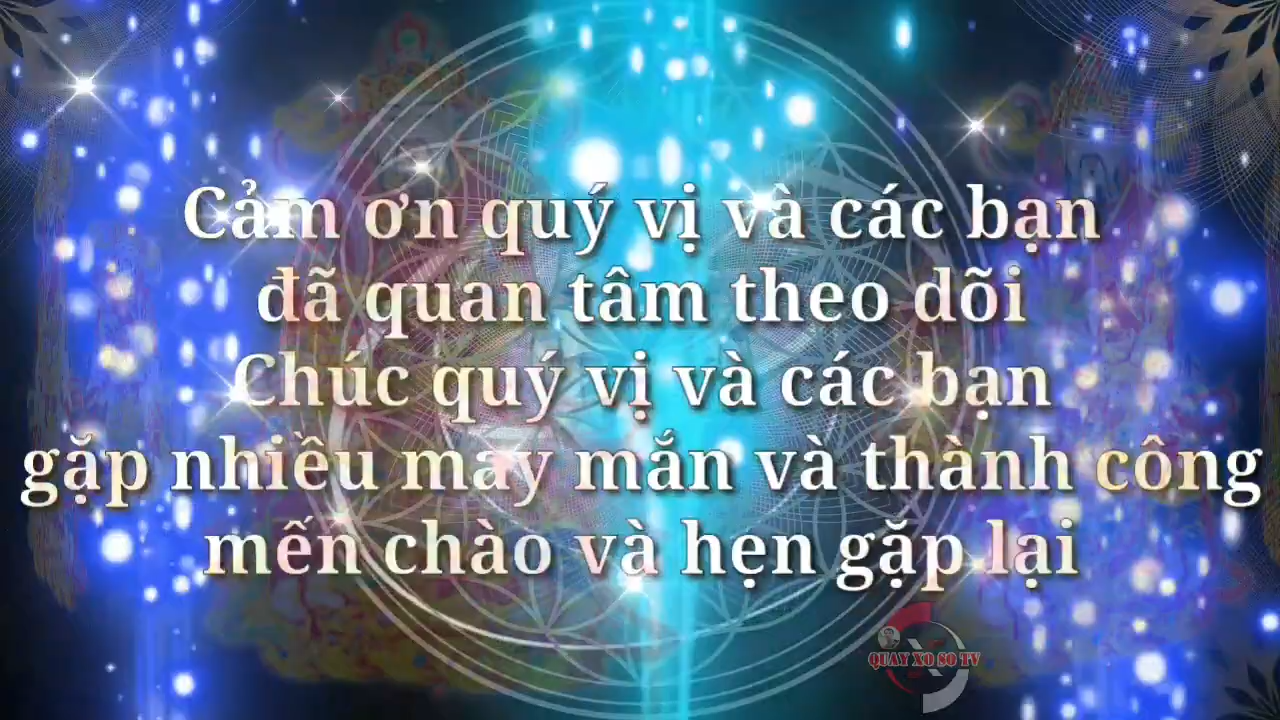 Cảm ơn quý vị và các bạn
đã quan tâm theo dõi
Chúc quý vị và các bạn
gặp nhiều may mắn và thành công
mến chào và hẹn gặp lại
QUAY XO SO TV